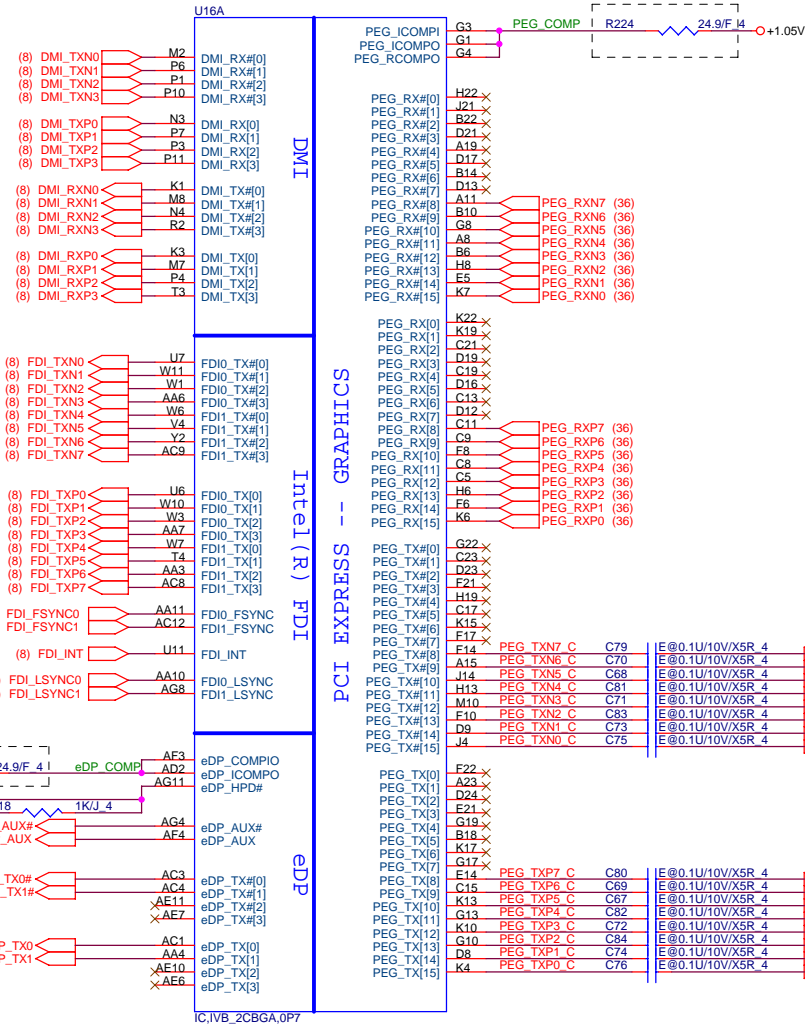 U16A
PEG_ICOMPI G3 PEG_COMP R224 24.9/F_4 +1.05V
PEG_ICOMPO G1
PEG_RCOMPO G4
(8) DMI_TXN0 M2 DMI_RX#[0]
(8) DMI_TXN1 P6 DMI_RX#[1]
(8) DMI_TXN2 P1 DMI_RX#[2]
(8) DMI_TXN3 P10 DMI_RX#[3]
(8) DMI_TXP0 N3 DMI_RX[0]
(8) DMI_TXP1 P7 DMI_RX[1]
(8) DMI_TXP2 P3 DMI_RX[2]
(8) DMI_TXP3 P11 DMI_RX[3]
(8) DMI_RXN0 K1 DMI_TX#[0]
(8) DMI_RXN1 M8 DMI_TX#[1]
(8) DMI_RXN2 N4 DMI_TX#[2]
(8) DMI_RXN3 R2 DMI_TX#[3]
(8) DMI_RXP0 K3 DMI_TX[0]
(8) DMI_RXP1 M7 DMI_TX[1]
(8) DMI_RXP2 P4 DMI_TX[2]
(8) DMI_RXP3 T3 DMI_TX[3]
DMI
(8) FDI_TXN0 U7 FDI0_TX#[0]
(8) FDI_TXN1 W11 FDI0_TX#[1]
(8) FDI_TXN2 W1 FDI0_TX#[2]
(8) FDI_TXN3 AA6 FDI0_TX#[3]
(8) FDI_TXN4 W6 FDI1_TX#[0]
(8) FDI_TXN5 V4 FDI1_TX#[1]
(8) FDI_TXN6 Y2 FDI1_TX#[2]
(8) FDI_TXN7 AC9 FDI1_TX#[3]
(8) FDI_TXP0 U6 FDI0_TX[0]
(8) FDI_TXP1 W10 FDI0_TX[1]
(8) FDI_TXP2 W3 FDI0_TX[2]
(8) FDI_TXP3 AA7 FDI0_TX[3]
(8) FDI_TXP4 W7 FDI1_TX[0]
(8) FDI_TXP5 T4 FDI1_TX[1]
(8) FDI_TXP6 AA3 FDI1_TX[2]
(8) FDI_TXP7 AC8 FDI1_TX[3]
FDI_FSYNC0 AA11 FDI0_FSYNC
FDI_FSYNC1 AC12 FDI1_FSYNC
(8) FDI_INT U11 FDI_INT
FDI_LSYNC0 AA10 FDI0_LSYNC
FDI_LSYNC1 AG8 FDI1_LSYNC
Intel(R) FDI
24.9/F_4 eDP_COMP AF3 eDP_COMPIO
AD2 eDP_ICOMPO
AG11 eDP_HPD#
18 1K/J_4
AUX# AG4 eDP_AUX#
AUX AF4 eDP_AUX
TX0# AC3 eDP_TX#[0]
TX1# AC4 eDP_TX#[1]
AE11 eDP_TX#[2]
AE7 eDP_TX#[3]
P_TX0 AC1 eDP_TX[0]
P_TX1 AA4 eDP_TX[1]
AE10 eDP_TX[2]
AE6 eDP_TX[3]
eDP
IC,IVB_2CBGA,0P7
PCI EXPRESS -- GRAPHICS
PEG_RX#[0] H22
PEG_RX#[1] J21
PEG_RX#[2] B22
PEG_RX#[3] D21
PEG_RX#[4] A19
PEG_RX#[5] D17
PEG_RX#[6] B14
PEG_RX#[7] D13
PEG_RX#[8] A11 PEG_RXN7 (36)
PEG_RX#[9] B10 PEG_RXN6 (36)
PEG_RX#[10] G8 PEG_RXN5 (36)
PEG_RX#[11] A8 PEG_RXN4 (36)
PEG_RX#[12] B6 PEG_RXN3 (36)
PEG_RX#[13] H8 PEG_RXN2 (36)
PEG_RX#[14] E5 PEG_RXN1 (36)
PEG_RX#[15] K7 PEG_RXN0 (36)
PEG_RX[0] K22
PEG_RX[1] K19
PEG_RX[2] C21
PEG_RX[3] D19
PEG_RX[4] C19
PEG_RX[5] D16
PEG_RX[6] C13
PEG_RX[7] D12
PEG_RX[8] C11 PEG_RXP7 (36)
PEG_RX[9] C9 PEG_RXP6 (36)
PEG_RX[10] F8 PEG_RXP5 (36)
PEG_RX[11] C8 PEG_RXP4 (36)
PEG_RX[12] C5 PEG_RXP3 (36)
PEG_RX[13] H6 PEG_RXP2 (36)
PEG_RX[14] F6 PEG_RXP1 (36)
PEG_RX[15] K6 PEG_RXP0 (36)
PEG_TX#[0] G22
PEG_TX#[1] C23
PEG_TX#[2] D23
PEG_TX#[3] F21
PEG_TX#[4] H19
PEG_TX#[5] C17
PEG_TX#[6] K15
PEG_TX#[7] F17
PEG_TX#[8] F14 PEG_TXN7_C C79 E@0.1U/10V/X5R_4
PEG_TX#[9] A15 PEG_TXN6_C C70 E@0.1U/10V/X5R_4
PEG_TX#[10] J14 PEG_TXN5_C C68 E@0.1U/10V/X5R_4
PEG_TX#[11] H13 PEG_TXN4_C C81 E@0.1U/10V/X5R_4
PEG_TX#[12] M10 PEG_TXN3_C C71 E@0.1U/10V/X5R_4
PEG_TX#[13] F10 PEG_TXN2_C C83 E@0.1U/10V/X5R_4
PEG_TX#[14] D9 PEG_TXN1_C C73 E@0.1U/10V/X5R_4
PEG_TX#[15] J4 PEG_TXN0_C C75 E@0.1U/10V/X5R_4
PEG_TX[0] F22
PEG_TX[1] A23
PEG_TX[2] D24
PEG_TX[3] E21
PEG_TX[4] G19
PEG_TX[5] B18
PEG_TX[6] K17
PEG_TX[7] G17
PEG_TX[8] E14 PEG_TXP7_C C80 E@0.1U/10V/X5R_4
PEG_TX[9] C15 PEG_TXP6_C C69 E@0.1U/10V/X5R_4
PEG_TX[10] K13 PEG_TXP5_C C67 E@0.1U/10V/X5R_4
PEG_TX[11] G13 PEG_TXP4_C C82 E@0.1U/10V/X5R_4
PEG_TX[12] K10 PEG_TXP3_C C72 E@0.1U/10V/X5R_4
PEG_TX[13] G10 PEG_TXP2_C C84 E@0.1U/10V/X5R_4
PEG_TX[14] D8 PEG_TXP1_C C74 E@0.1U/10V/X5R_4
PEG_TX[15] K4 PEG_TXP0_C C76 E@0.1U/10V/X5R_4